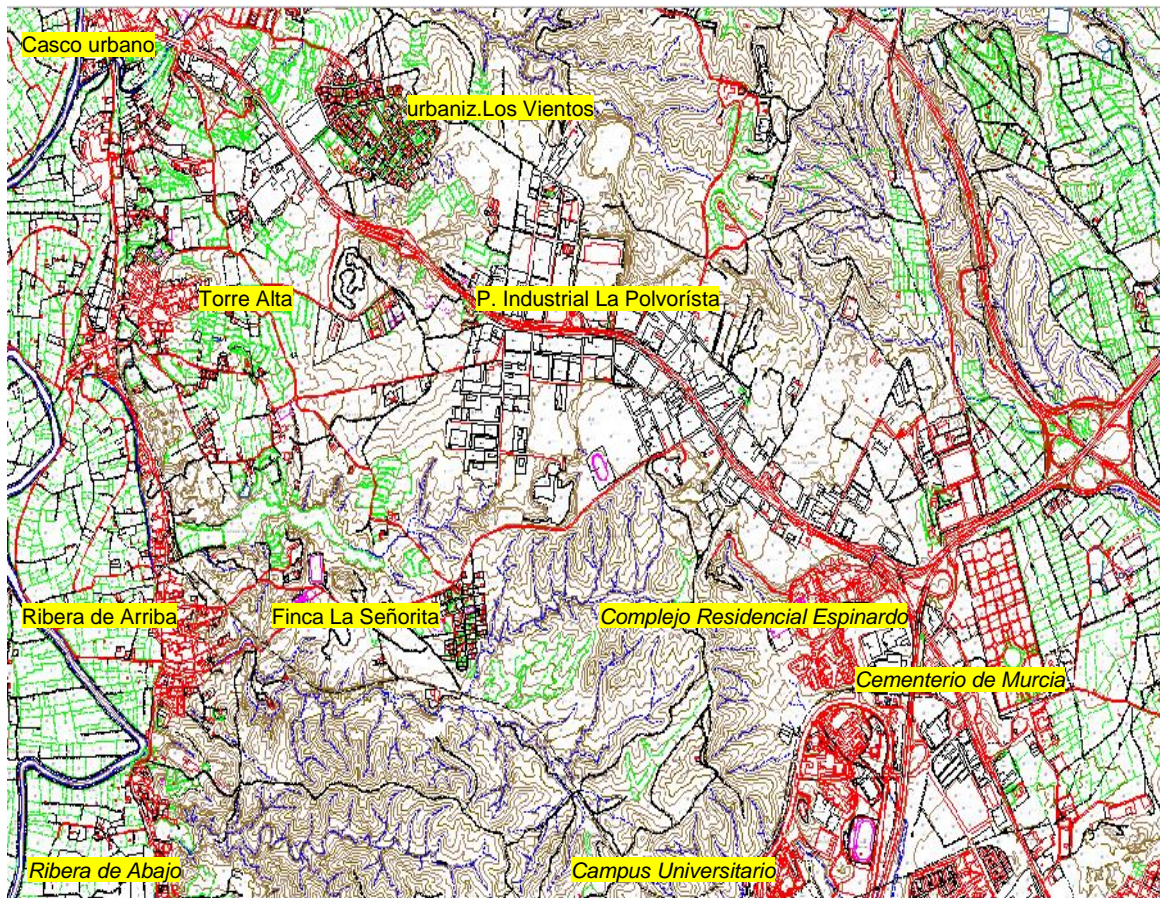 Casco urbano
urbaniz.Los Vientos
Torre Alta
P. Industrial La Polvorísta
Ribera de Arriba
Finca La Señorita
Complejo Residencial Espinardo
Cementerio de Murcia
Ribera de Abajo
Campus Universitario